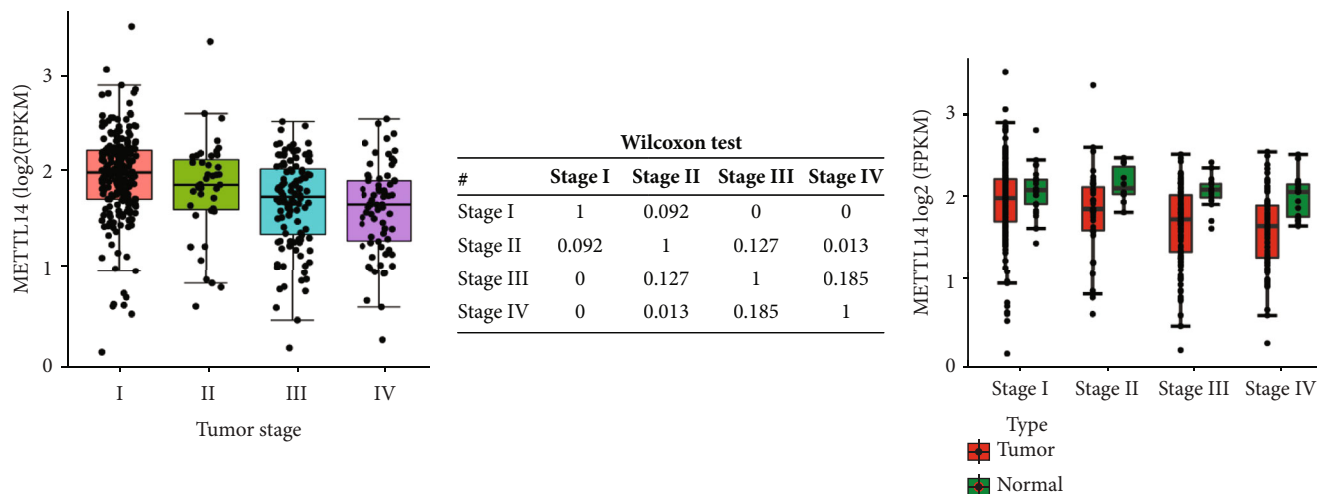 METTL14 (log2(FPKM)
3
2
1
0
I II III IV
Tumor stage
Wilcoxon test
# Stage I Stage II Stage III Stage IV
Stage I 1 0.092 0 0
Stage II 0.092 1 0.127 0.013
Stage III 0 0.127 1 0.185
Stage IV 0 0.013 0.185 1
METTL14 log2 (FPKM)
3
2
1
0
Stage I Stage II Stage III Stage IV
Type
Tumor
Normal